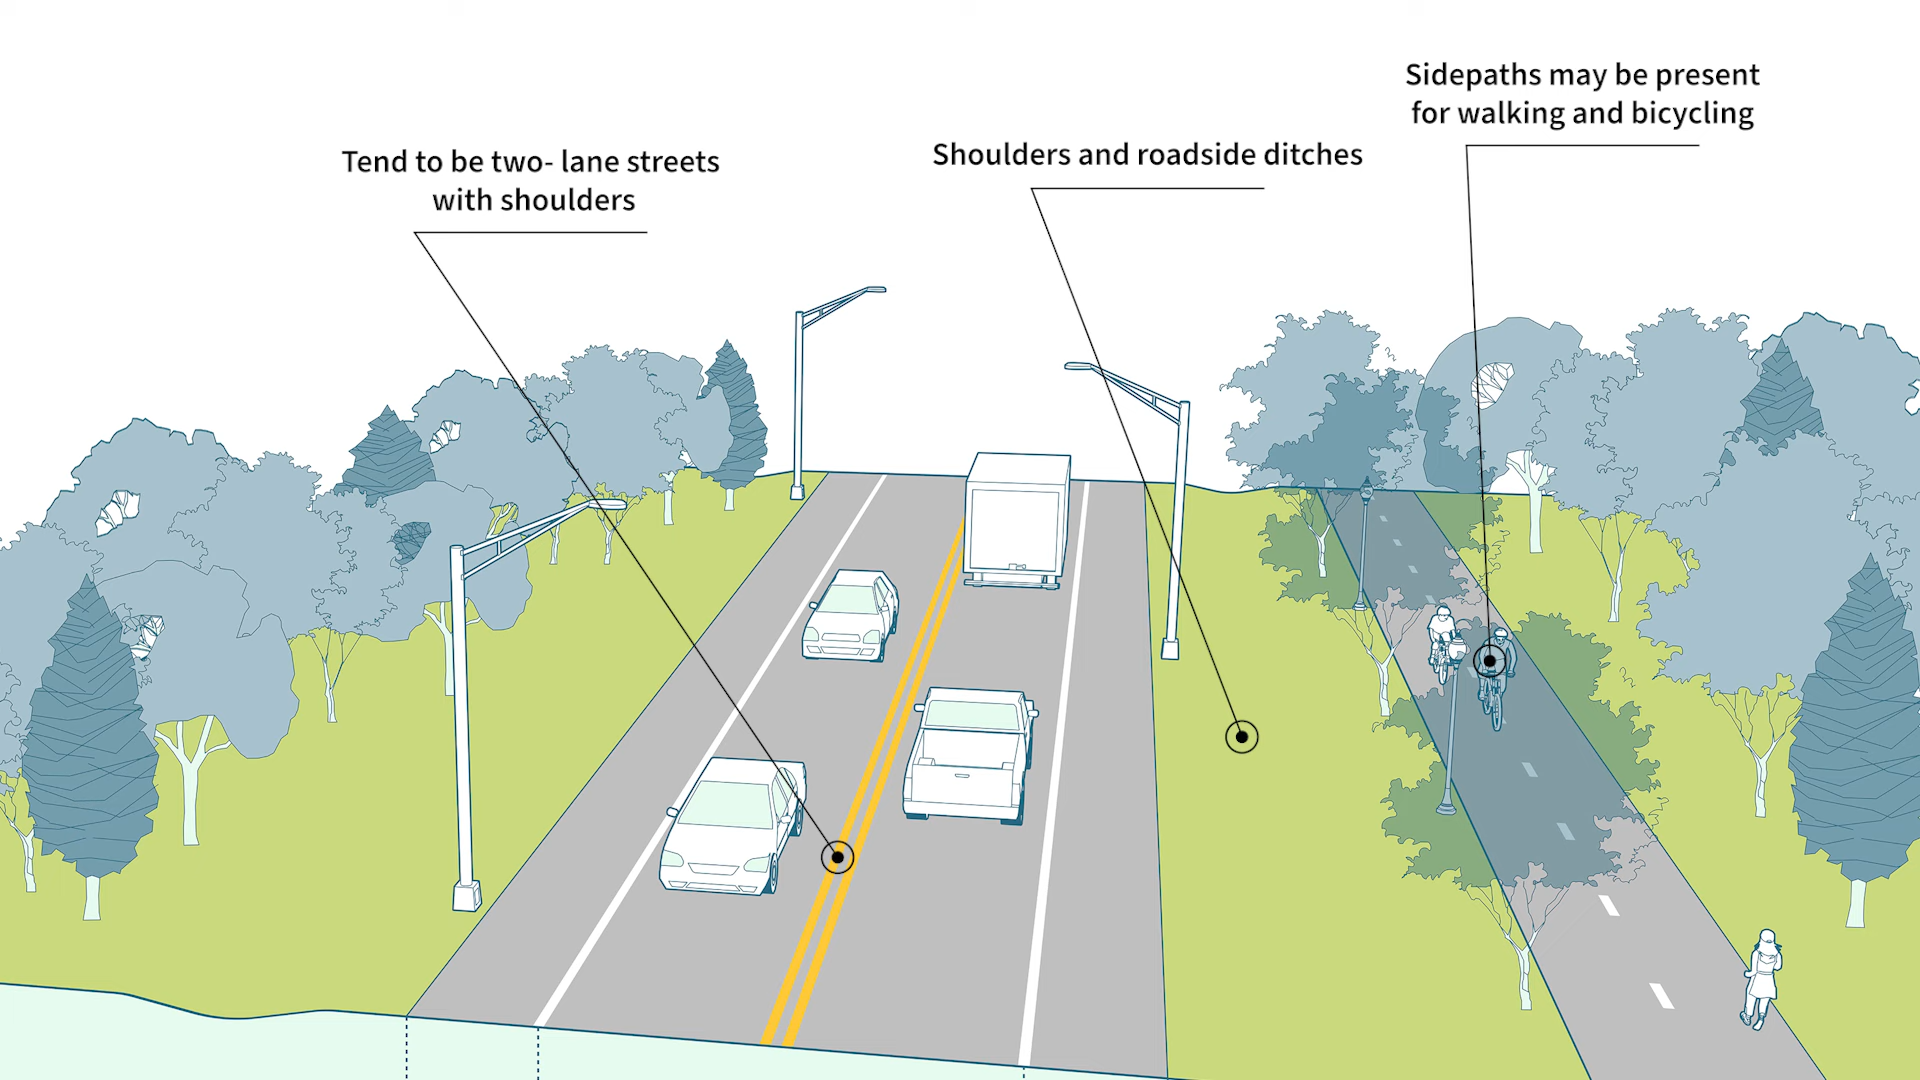 Tend to be two- lane streets
with shoulders
Shoulders and roadside ditches
Sidepaths may be present
for walking and bicycling